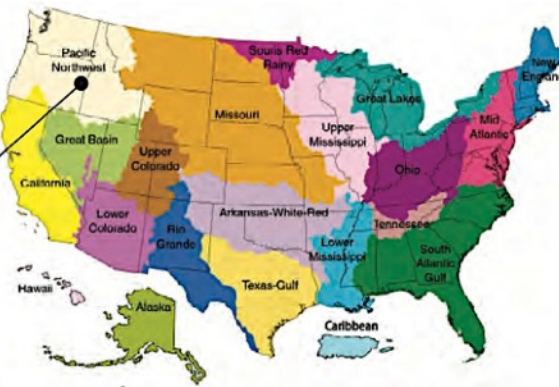 Pacific
Northwest
Souris Red
Rainy
New
England
Great Lakes
Missouri
Upper
Mississippi
Mid
Atlantic
Great Basin
Upper
Colorado
Ohio
California
Lower
Colorado
Rio
Grande
Arkansas-White-Red
Tennessee
Lower
Mississippi
South
Atlantic
Gulf
Texas-Gulf
Hawaii
Alaska
Caribbean